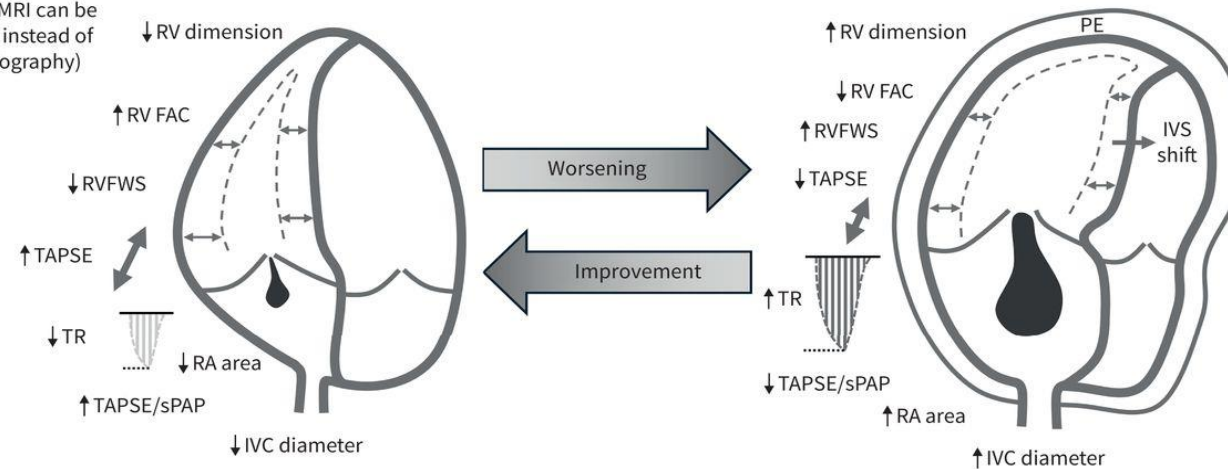 MRI can be
instead of
ography)
↓RV dimension
↑RV FAC
↓RVFWS
↑TAPSE
↓TR
↓RA area
↑TAPSE/sPAP
↓IVC diameter
Worsening
Improvement
↑RV dimension
PE
↓RV FAC
↑RVFWS
IVS
shift
↓TAPSE
↑TR
↓TAPSE/sPAP
↑RA area
↑IVC diameter